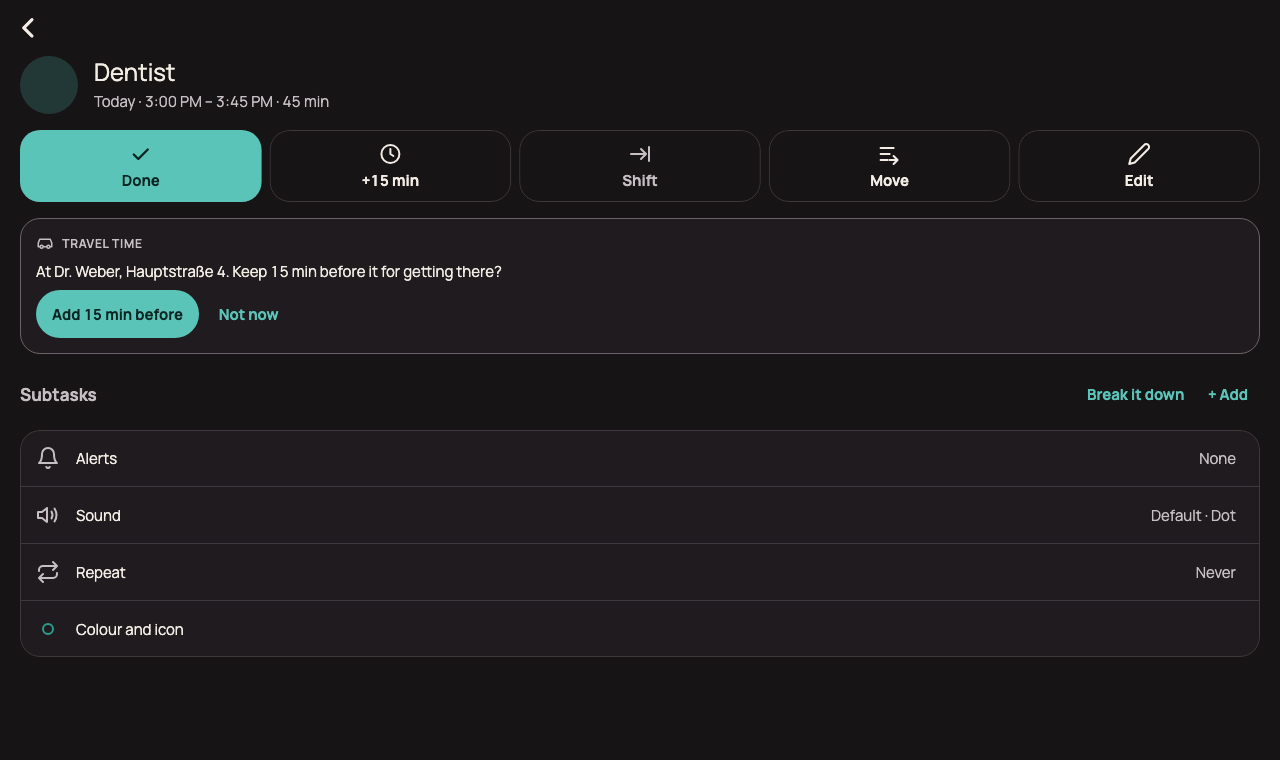 Dentist
Today · 3:00 PM – 3:45 PM · 45 min
Done
+15 min
Shift
Move
Edit
TRAVEL TIME
At Dr. Weber, Hauptstraße 4. Keep 15 min before it for getting there?
Add 15 min before
Not now
Subtasks
Break it down
+ Add
Alerts
None
Sound
Default · Dot
Repeat
Never
Colour and icon